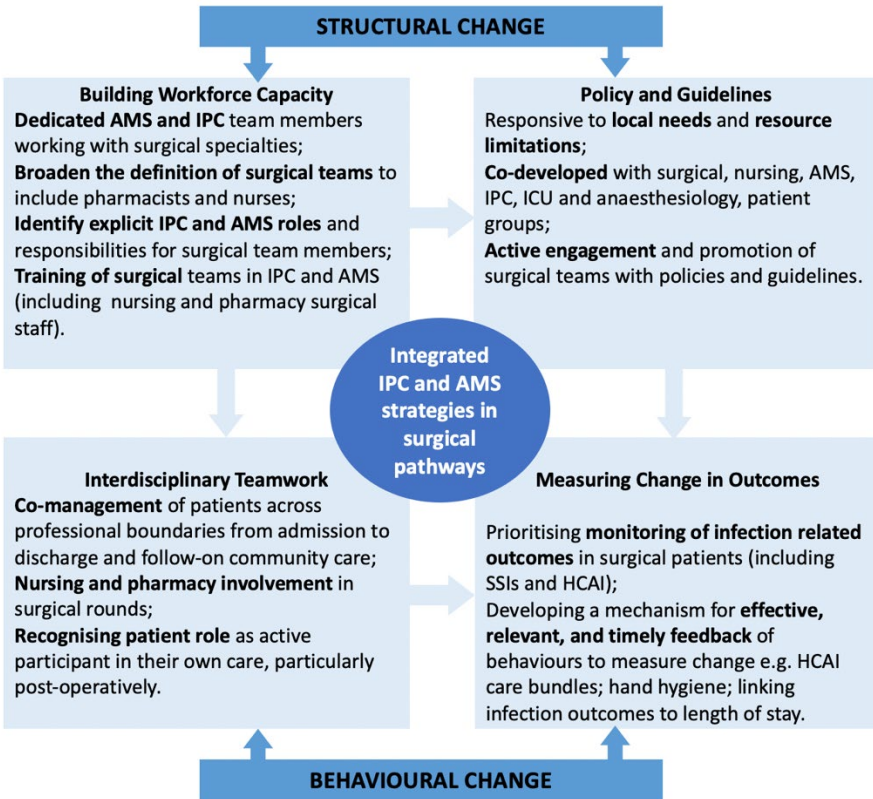 STRUCTURAL CHANGE
Building Workforce Capacity
Dedicated AMS and IPC team members
working with surgical specialties;
Broaden the definition of surgical teams to
include pharmacists and nurses;
Identify explicit IPC and AMS roles and
responsibilities for surgical team members;
Training of surgical teams in IPC and AMS
(including nursing and pharmacy surgical
staff).
Policy and Guidelines
Responsive to local needs and resource
limitations;
Co-developed with surgical, nursing, AMS,
IPC, ICU and anaesthesiology, patient
groups;
Active engagement and promotion of
surgical teams with policies and guidelines.
Integrated
IPC and AMS
strategies in
surgical
pathways
Interdisciplinary Teamwork
Co-management of patients across
professional boundaries from admission to
discharge and follow-on community care;
Nursing and pharmacy involvement in
surgical rounds;
Recognising patient role as active
participant in their own care, particularly
post-operatively.
Measuring Change in Outcomes
Prioritising monitoring of infection related
outcomes in surgical patients (including
SSIs and HCAI);
Developing a mechanism for effective,
relevant, and timely feedback of
behaviours to measure change e.g. HCAI
care bundles; hand hygiene; linking
infection outcomes to length of stay.
BEHAVIOURAL CHANGE